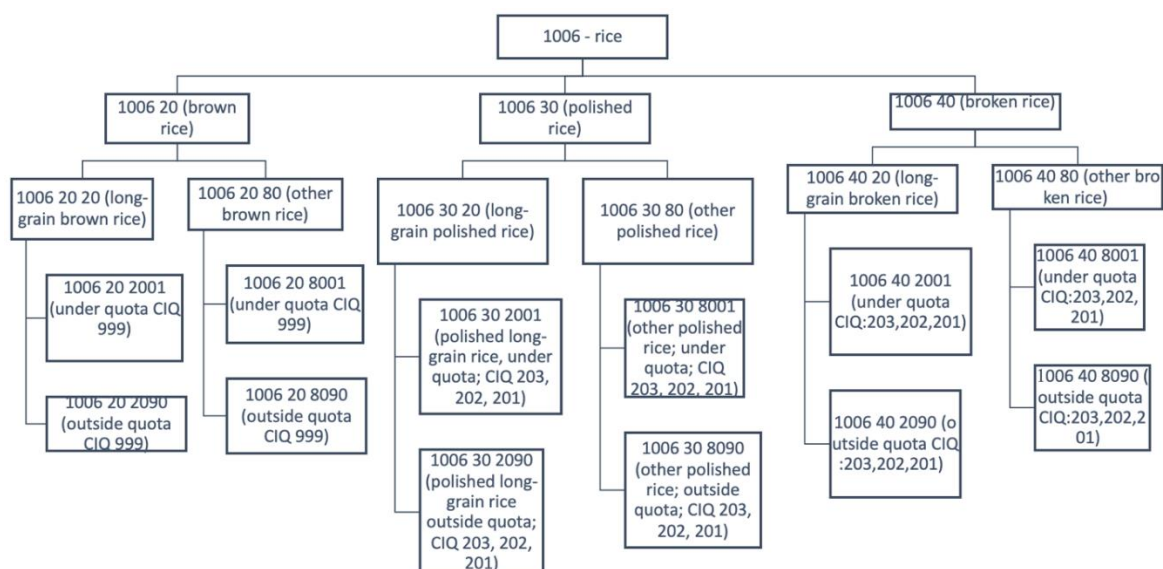 1006 - rice
1006 20 (brown
rice)
1006 30 (polished
rice)
1006 40 (broken rice)
1006 20 20 (long-
grain brown rice)
1006 20 80 (other
brown rice)
1006 30 20 (long-
grain polished rice)
1006 30 80 (other
polished rice)
1006 40 20 (long-
grain broken rice)
1006 40 80 (other bro
ken rice)
1006 20 2001
(under quota CIQ
999)
1006 20 8001
(under quota CIQ
999)
1006 30 2001
(polished long-
grain rice, under
quota; CIQ 203,
202, 201)
1006 30 8001
(other polished
rice; under
quota; CIQ
203, 202, 201)
1006 40 2001
(under quota
CIQ:203,202,201)
1006 40 8001
(under quota
CIQ:203,202,
201)
1006 20 2090
(outside quota
CIQ 999)
1006 20 8090
(outside quota
CIQ 999)
1006 30 2090
(polished long-
grain rice
outside quota;
CIQ 203, 202,
201)
1006 30 8090
(other polished
rice; outside
quota; CIQ 203,
202, 201)
1006 40 2090 (o
utside quota CIQ
:203,202,201)
1006 40 8090 (
outside quota
CIQ:203,202,2
01)